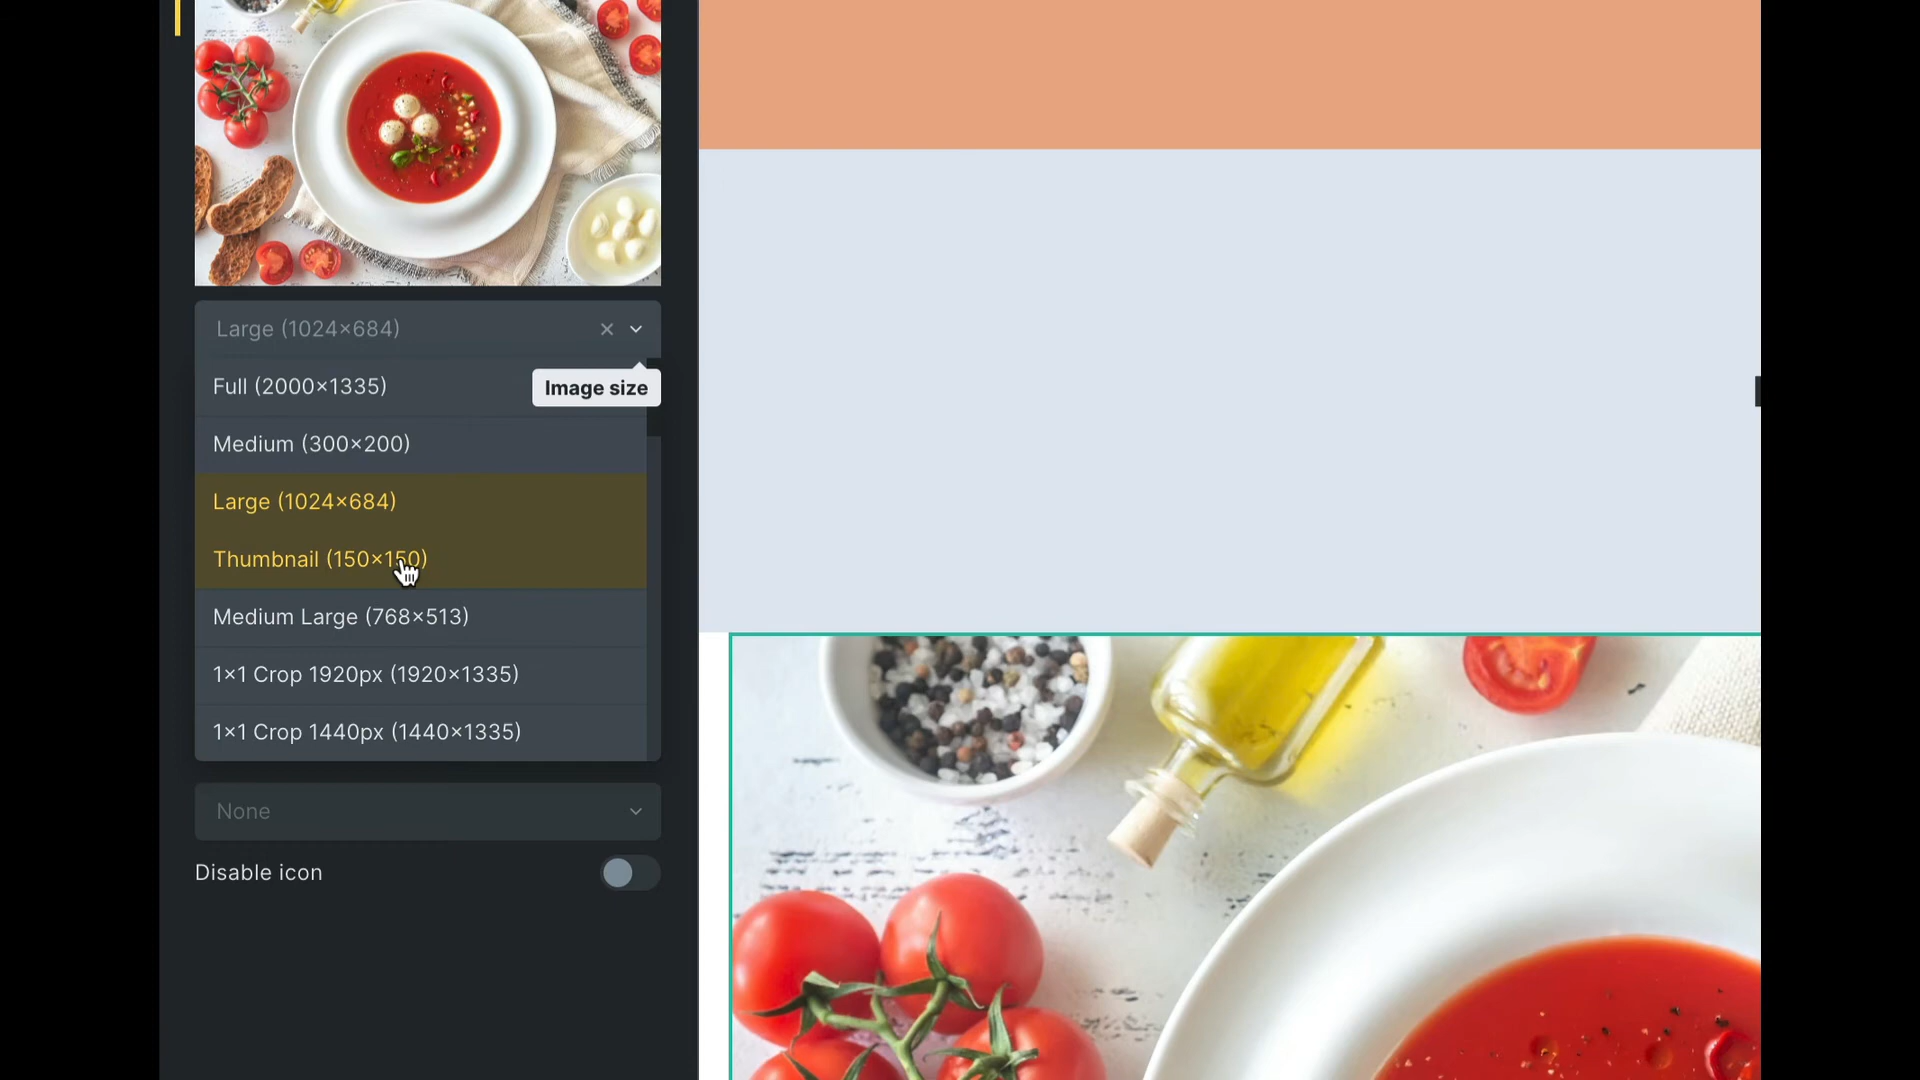 Large (1024×684)
Full (2000×1335)
Image size
Medium (300×200)
Large (1024×684)
Thumbnail (150×150)
Medium Large (768×513)
1×1 Crop 1920px (1920×1335)
1×1 Crop 1440px (1440×1335)
None
Disable icon